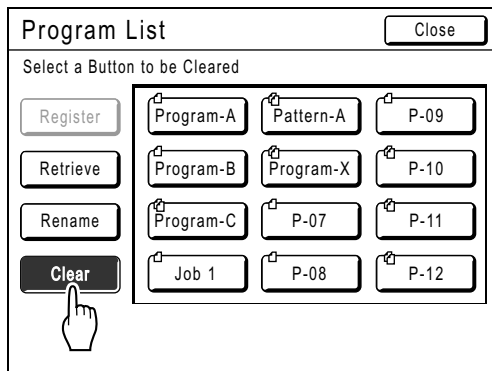 Program List
Close
Select a Button to be Cleared
Register
Program-A
Pattern-A
P-09
Retrieve
Program-B
Program-X
P-10
Rename
Program-C
P-07
P-11
Clear
Job 1
P-08
P-12